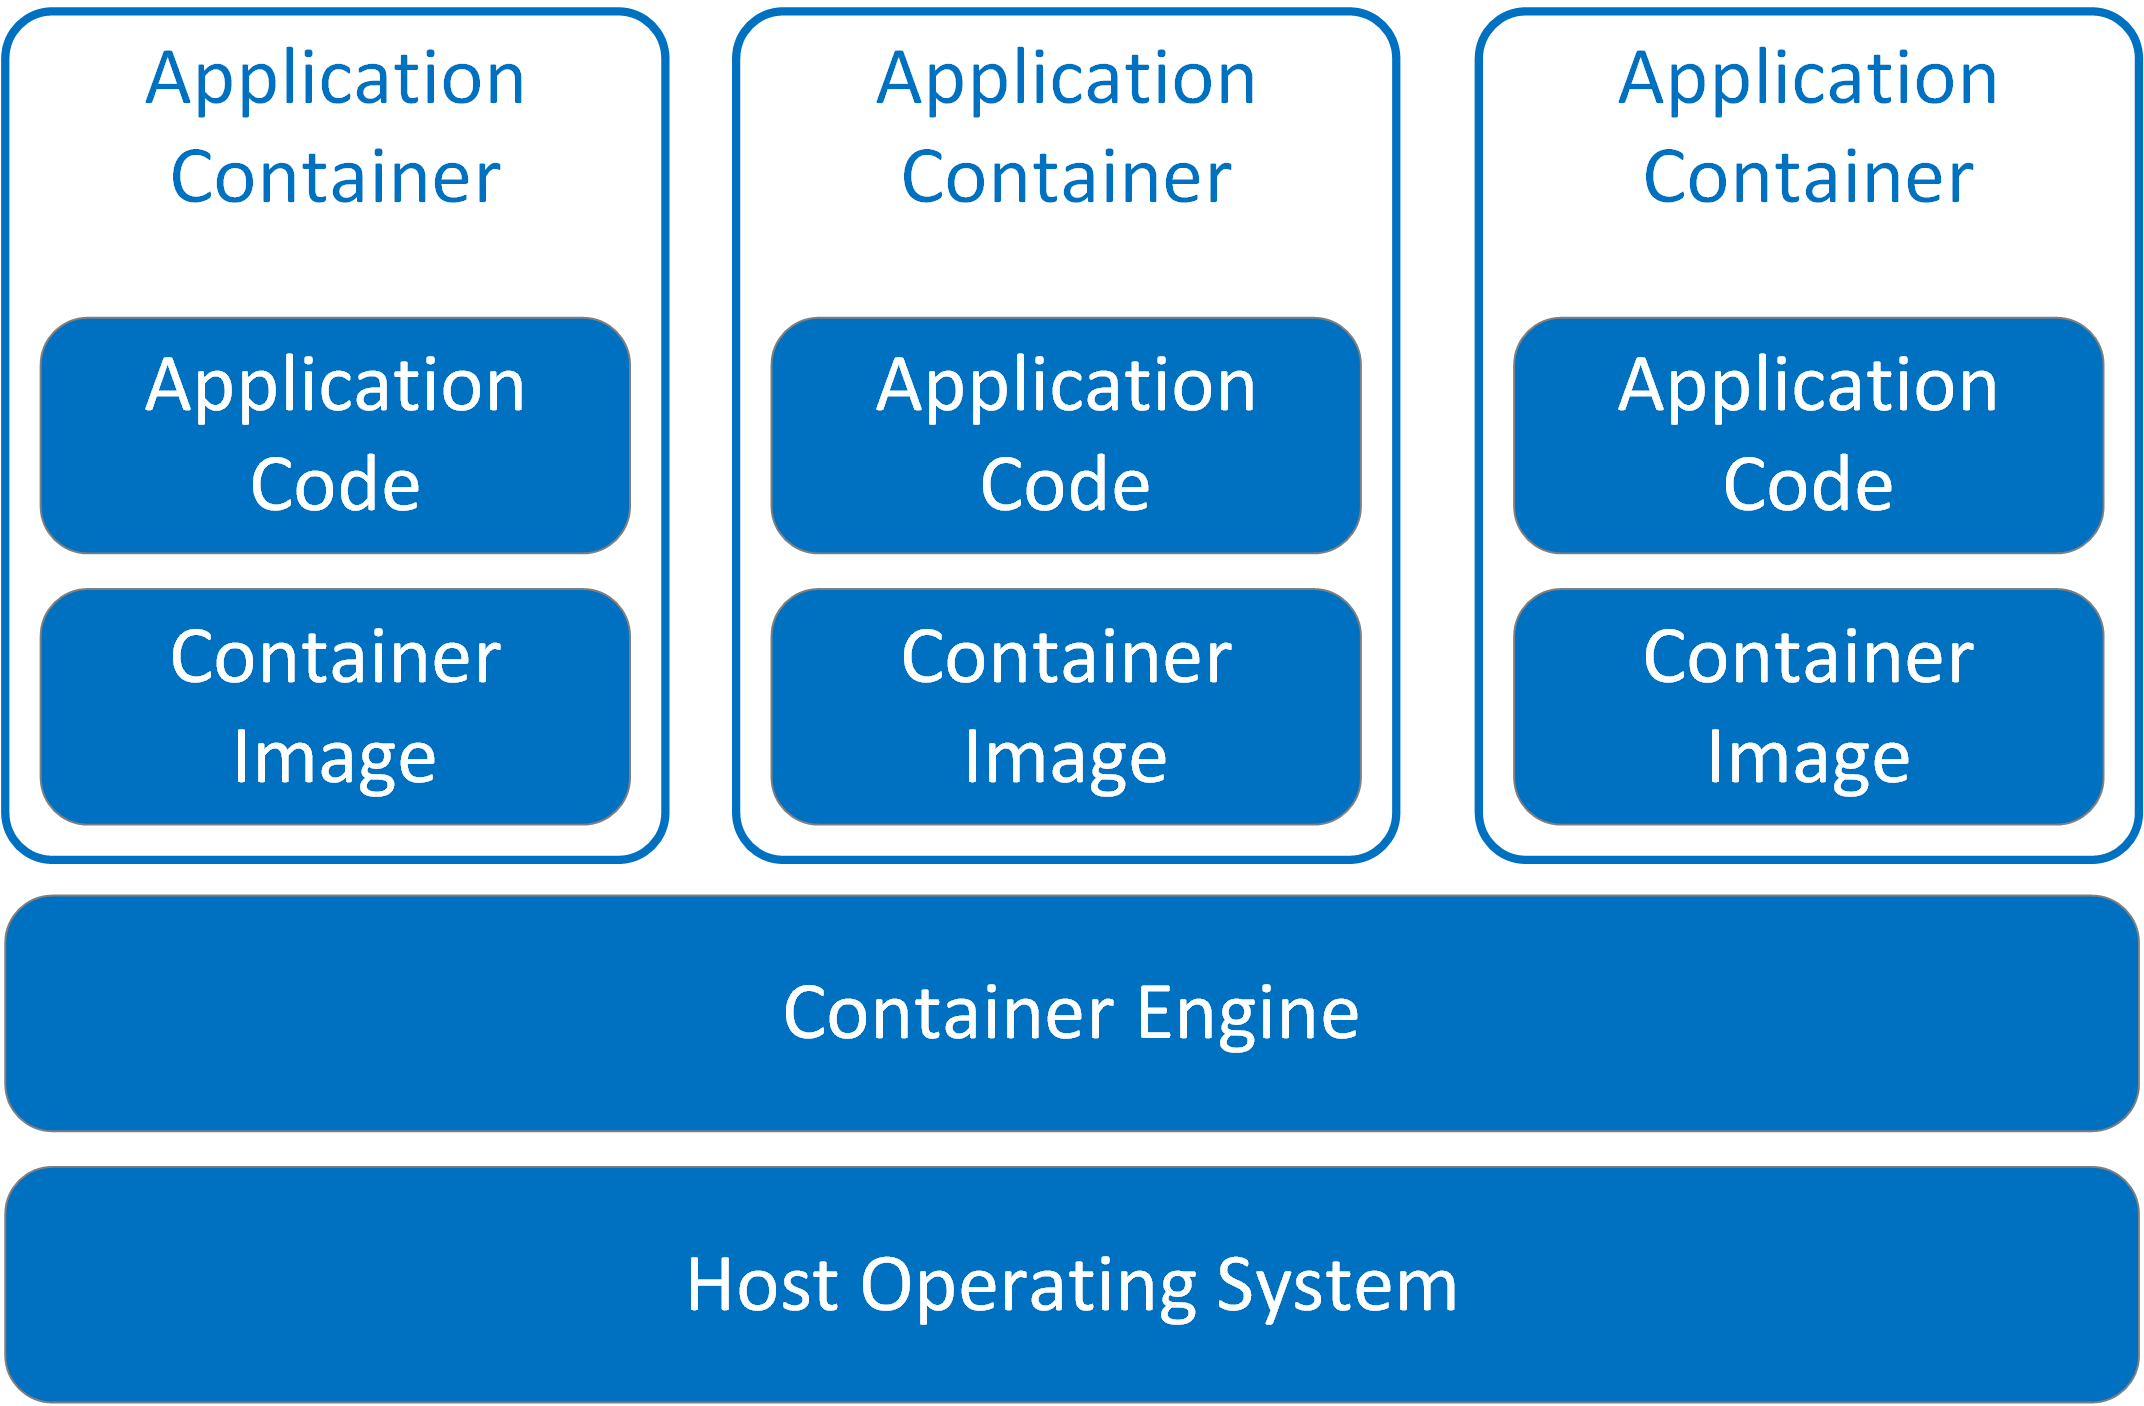 Application
Container
Application
Code
Container
Image
Application
Container
Application
Code
Container
Image
Application
Container
Application
Code
Container
Image
Container Engine
Host Operating System